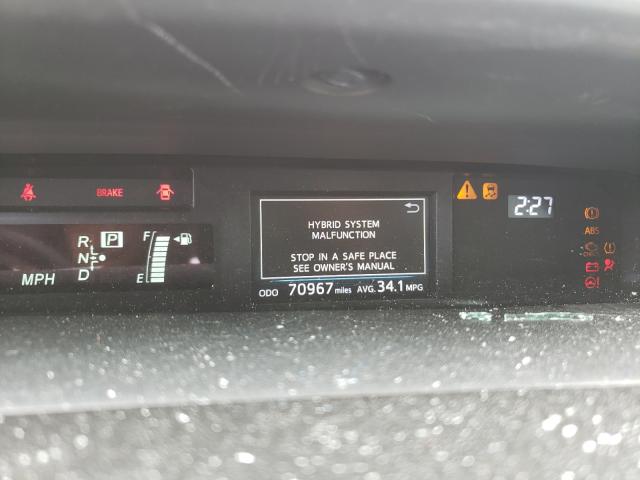 BRAKE
2:27
HYBRID SYSTEM
MALFUNCTION
STOP IN A SAFE PLACE
SEE OWNER'S MANUAL
ABS
R
P
F
N
MPH
D
E
ODO 70967 miles AVG. 34.1 MPG